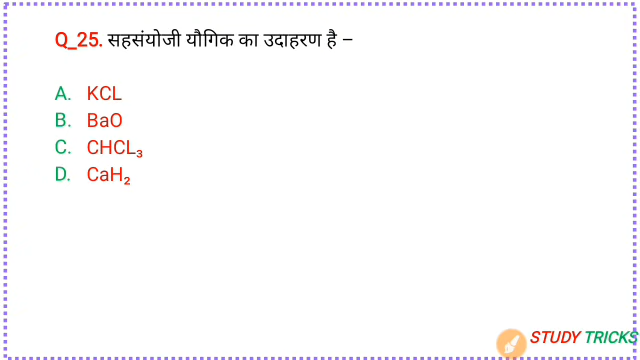 Q_25. सहसंयोजी यौगिक का उदाहरण है –
A. KCL
B. BaO
C. CHCL₃
D. CaH₂
STUDY TRICKS